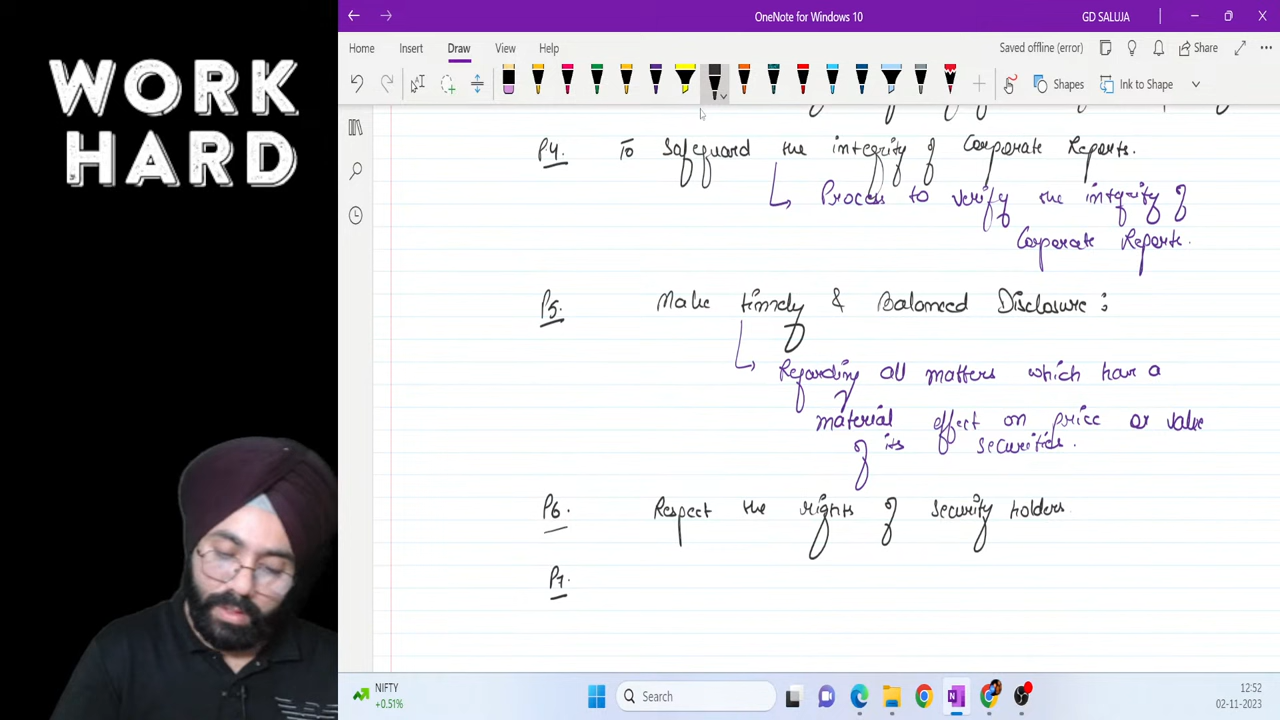 WORK
HARD
OneNote for Windows 10
GD SALUJA
Home
Insert
Draw
View
Help
Saved offline (error)
Share
Shapes
Ink to Shape
P4. To Safeguard the integrity of Corporate Reports.
Process to verify the integrity of
Corporate Reports.
P5. Make timely & Balanced Disclosure :
Regarding all matters which have a
material effect on price or value
of its securities.
P6. Respect the rights of security holders
P7.
NIFTY
+0.51%
Search
12:52
02-11-2023